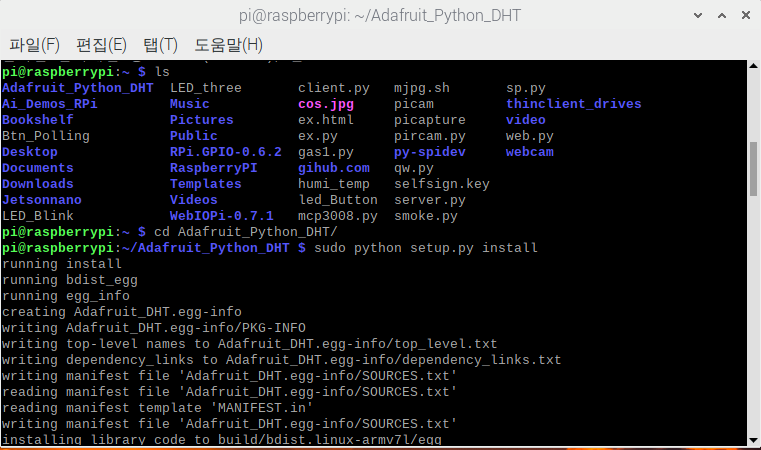 pi@raspberrypi: ~/Adafruit_Python_DHT
파일(F) 편집(E) 탭(T) 도움말(H)
pi@raspberrypi:~ $ ls
Adafruit_Python_DHT LED_three client.py mjpg.sh sp.py
Ai_Demos_RPi Music cos.jpg picam thinclient_drives
Bookshelf Pictures ex.html picapture video
Btn_Polling Public ex.py pircam.py web.py
Desktop RPi.GPIO-0.6.2 gas1.py py-spidev webcam
Documents RaspberryPI gihub.com qw.py
Downloads Templates humi_temp selfsign.key
Jetsonnano Videos led_Button server.py
LED_Blink WebIOPi-0.7.1 mcp3008.py smoke.py
pi@raspberrypi:~ $ cd Adafruit_Python_DHT/
pi@raspberrypi:~/Adafruit_Python_DHT $ sudo python setup.py install
running install
running bdist_egg
running egg_info
creating Adafruit_DHT.egg-info
writing Adafruit_DHT.egg-info/PKG-INFO
writing top-level names to Adafruit_DHT.egg-info/top_level.txt
writing dependency_links to Adafruit_DHT.egg-info/dependency_links.txt
writing manifest file 'Adafruit_DHT.egg-info/SOURCES.txt'
reading manifest file 'Adafruit_DHT.egg-info/SOURCES.txt'
reading manifest template 'MANIFEST.in'
writing manifest file 'Adafruit_DHT.egg-info/SOURCES.txt'
installing library code to build/bdist.linux-armv7l/egg